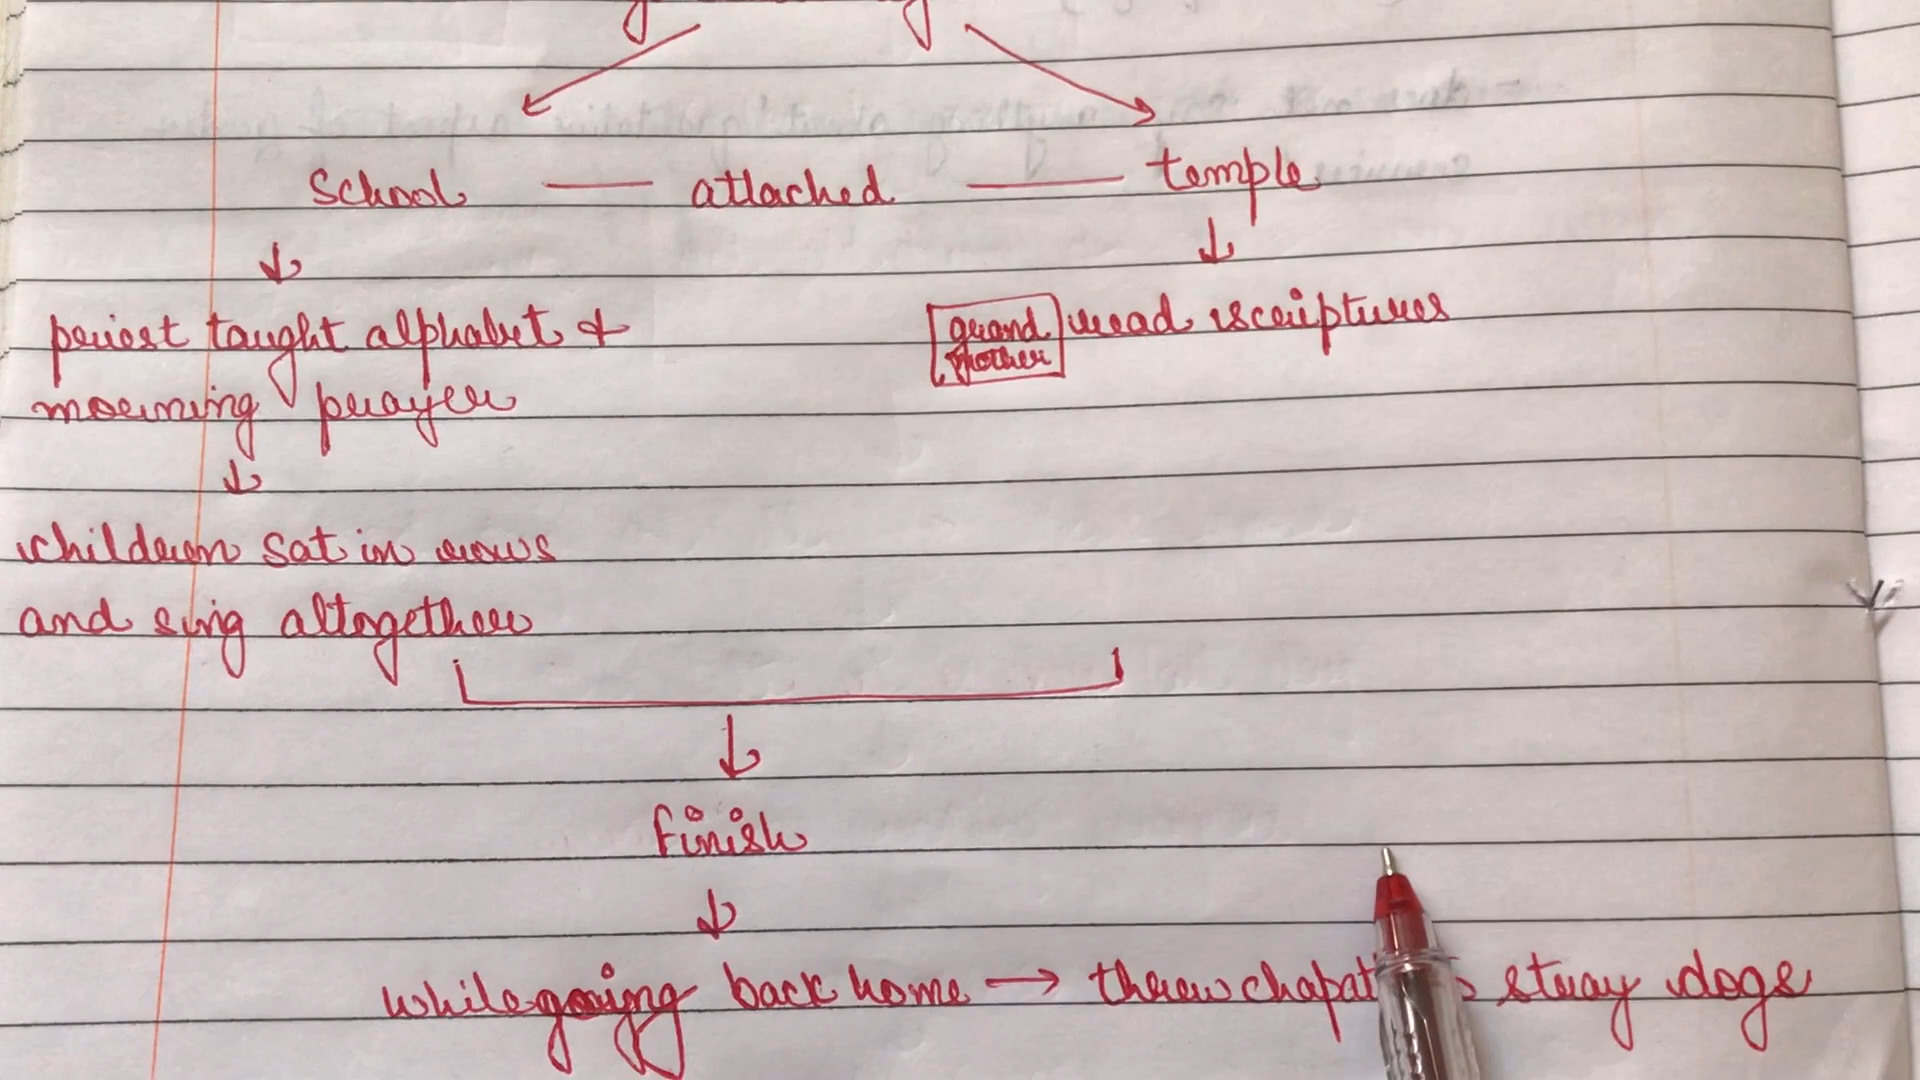 School — attached — temple
↓ ↓
priest taught alphabet +
morning prayer
grand
mother
read scriptures
↓
children sat in rows
and sing altogether
↓
finish
↓
while going back home → threw chapat stray dogs